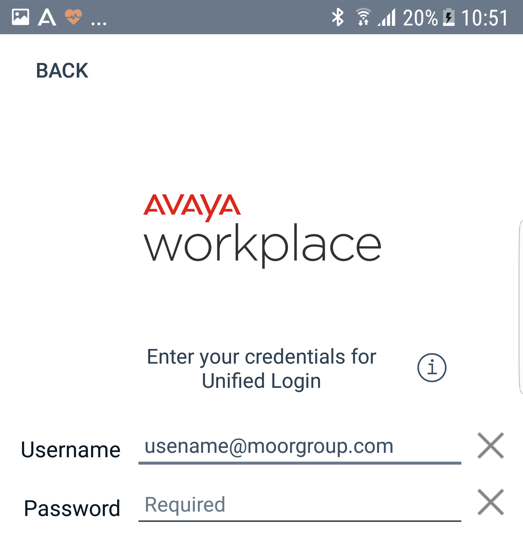 ... 20% 10:51
BACK
AVAYA
workplace
Enter your credentials for
Unified Login
Username usename@moorgroup.com
Password Required